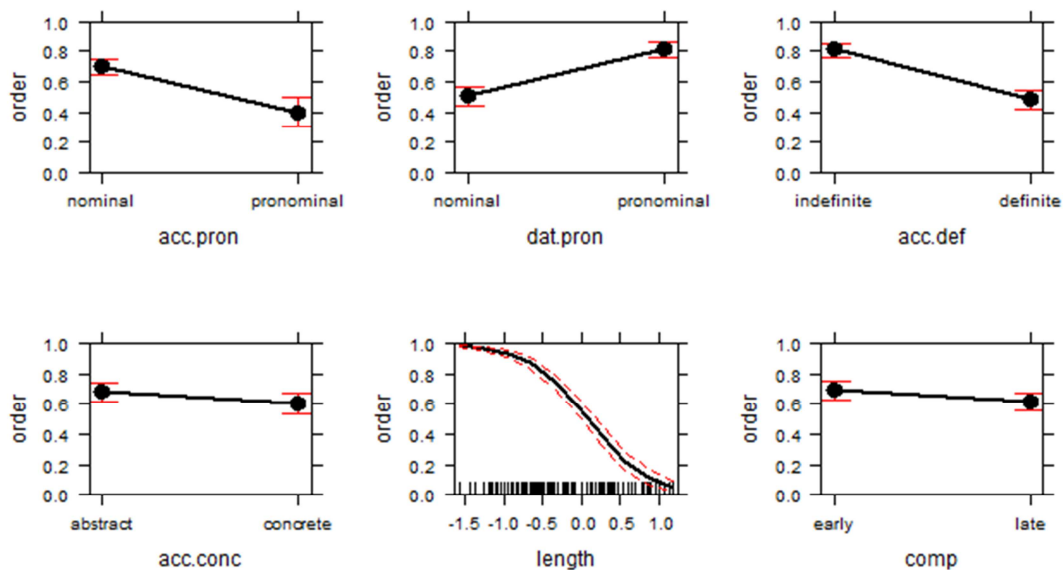 1.0 1.0 1.0
0.8 0.8 0.8
0.6 0.6 0.6
0.4 0.4 0.4
0.2 0.2 0.2
0.0 0.0 0.0
order order order
nominal pronominal nominal pronominal indefinite definite
acc.pron dat.pron acc.def
1.0 1.0 1.0
0.8 0.8 0.8
0.6 0.6 0.6
0.4 0.4 0.4
0.2 0.2 0.2
0.0 0.0 0.0
order order order
abstract concrete -1.5 -1.0 -0.5 0.0 0.5 1.0 early late
acc.conc length comp